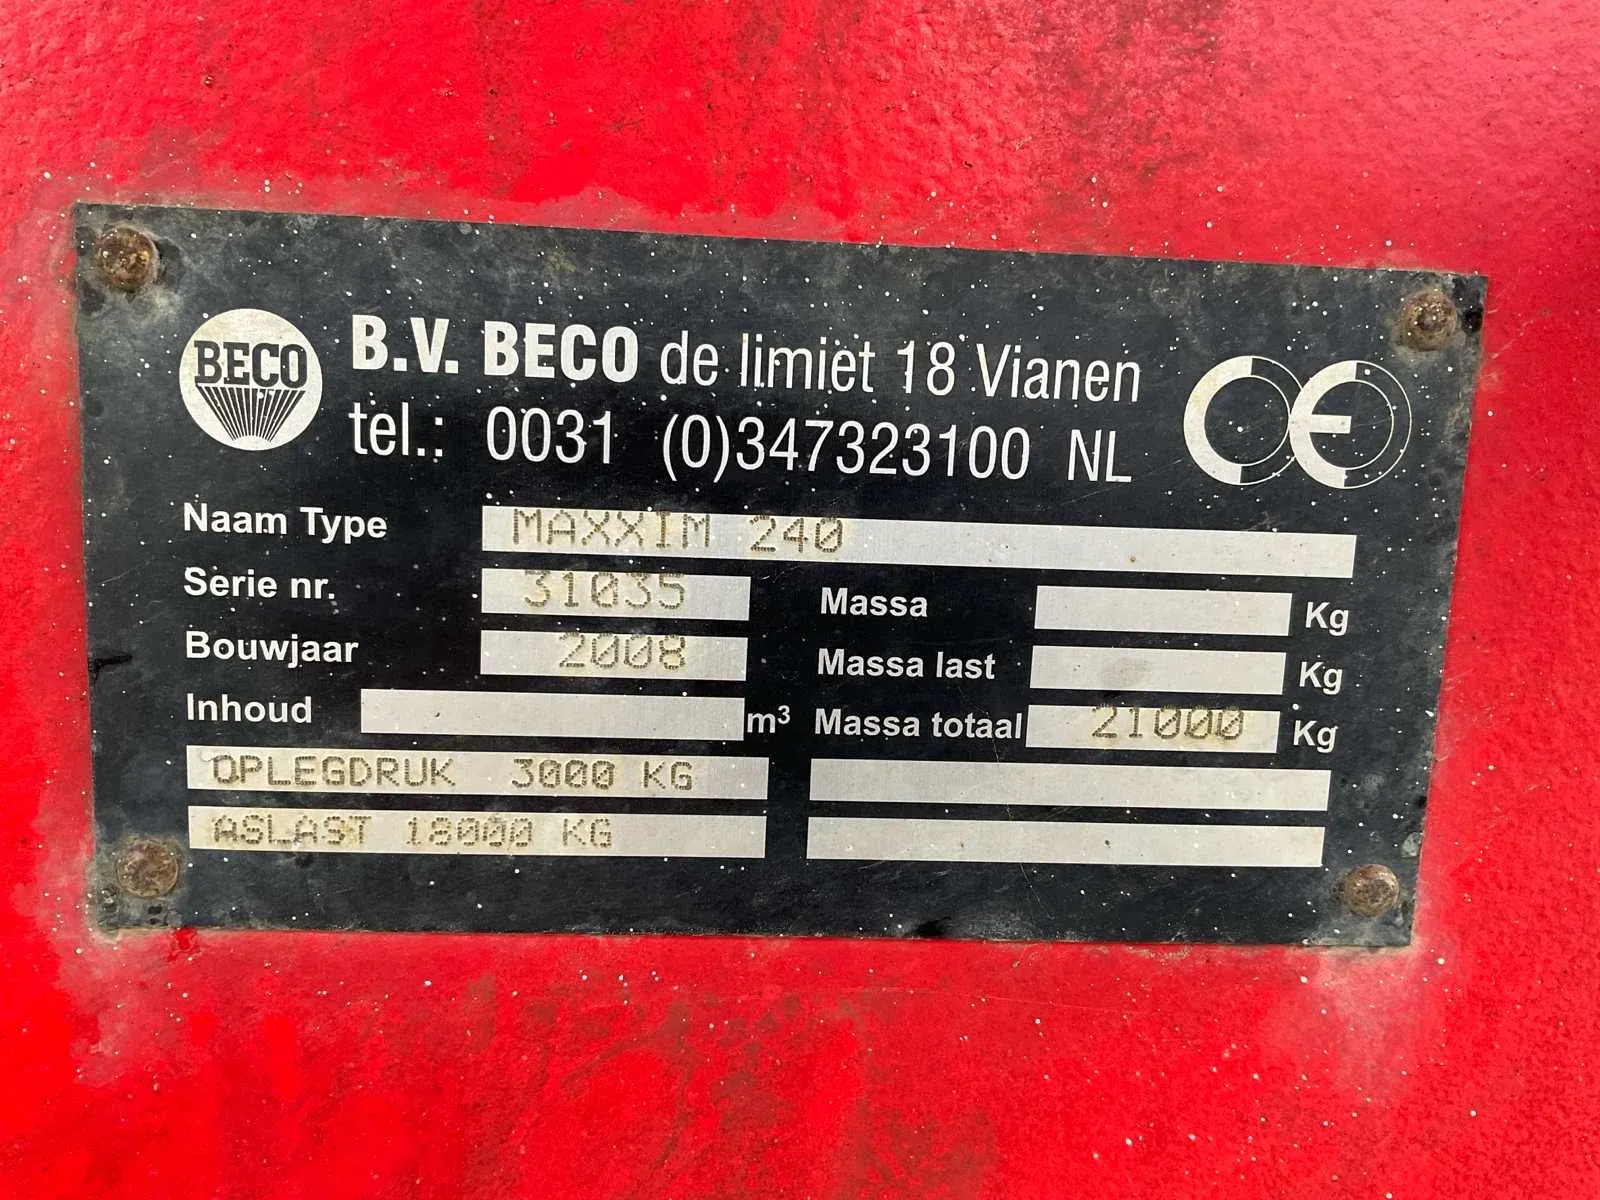 BECO
B.V. BECO de limiet 18 Vianen
tel.: 0031 (0)347323100 NL
CE
Naam Type MAXXIM 240
Serie nr. 31035
Massa Kg
Bouwjaar 2008
Massa last Kg
Inhoud m³
Massa totaal 21000 Kg
OPLEGDRUK 3000 KG
ASLAST 18000 KG